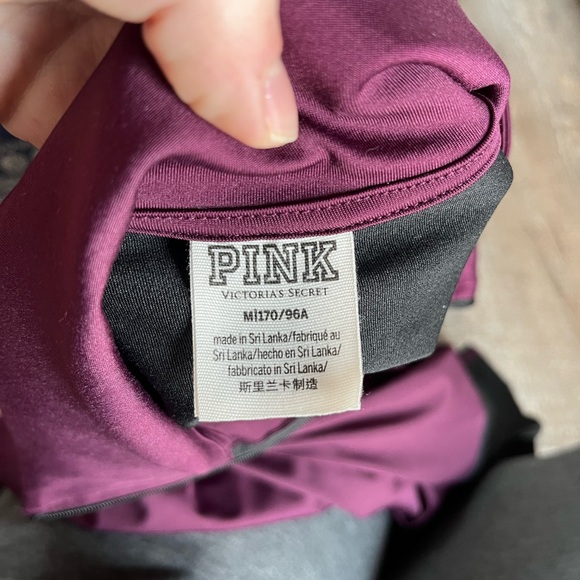 PINK
VICTORIA'S SECRET
M|170/96A
made in Sri Lanka/fabriqué au
Sri Lanka/hecho en Sri Lanka/
fabbricato in Sri Lanka/
斯里兰卡制造